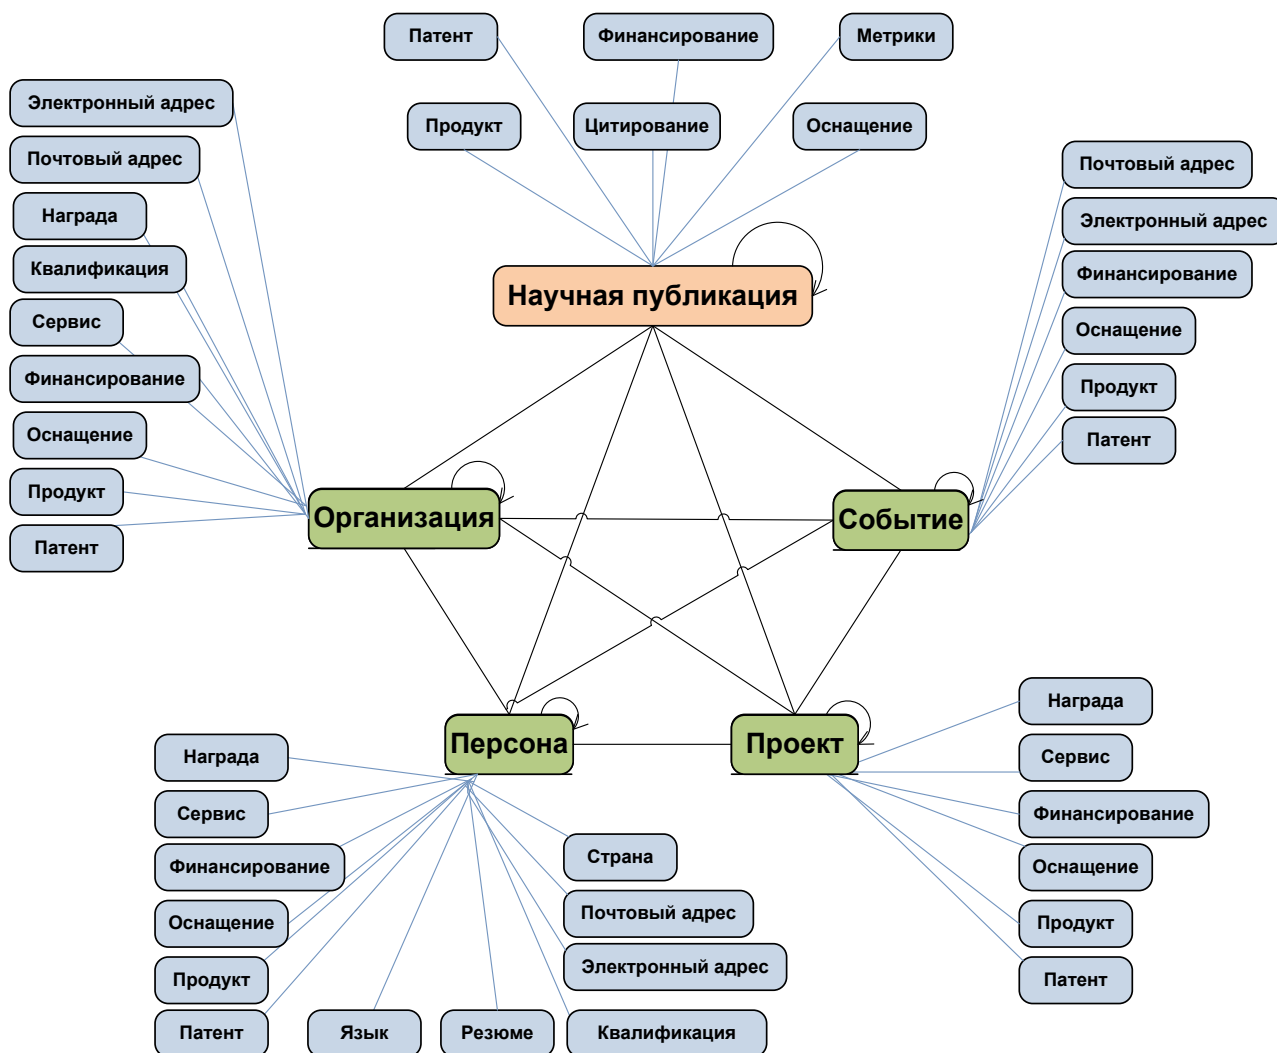 Патент
Финансирование
Метрики
Продукт
Цитирование
Оснащение
Электронный адрес
Почтовый адрес
Награда
Квалификация
Сервис
Финансирование
Оснащение
Продукт
Патент
Почтовый адрес
Электронный адрес
Финансирование
Оснащение
Продукт
Патент
Научная публикация
Организация
Событие
Персона
Проект
Награда
Сервис
Финансирование
Оснащение
Продукт
Патент
Язык
Резюме
Страна
Почтовый адрес
Электронный адрес
Квалификация
Награда
Сервис
Финансирование
Оснащение
Продукт
Патент